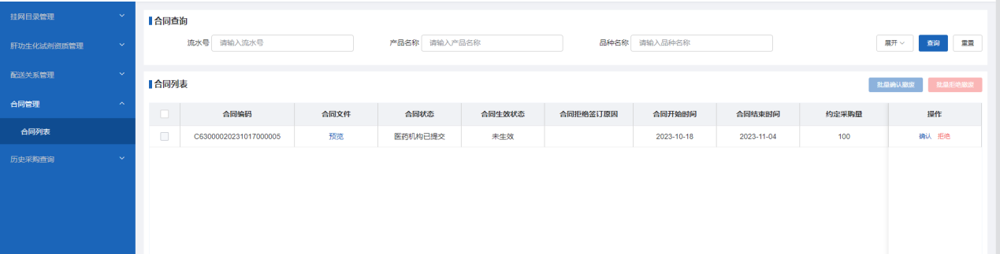 挂网目录管理
肝功生化试剂资质管理
配送关系管理
合同管理
合同列表
历史采购查询
合同查询
流水号 请输入流水号 产品名称 请输入产品名称 品种名称 请输入品种名称 展开 查询 重置
合同列表 批量确认撤废 批量拒绝撤废
合同编码 合同文件 合同状态 合同生效状态 合同拒绝签订原因 合同开始时间 合同结束时间 约定采购量 操作
C63000020231017000005 预览 医药机构已提交 未生效 2023-10-18 2023-11-04 100 确认 拒绝